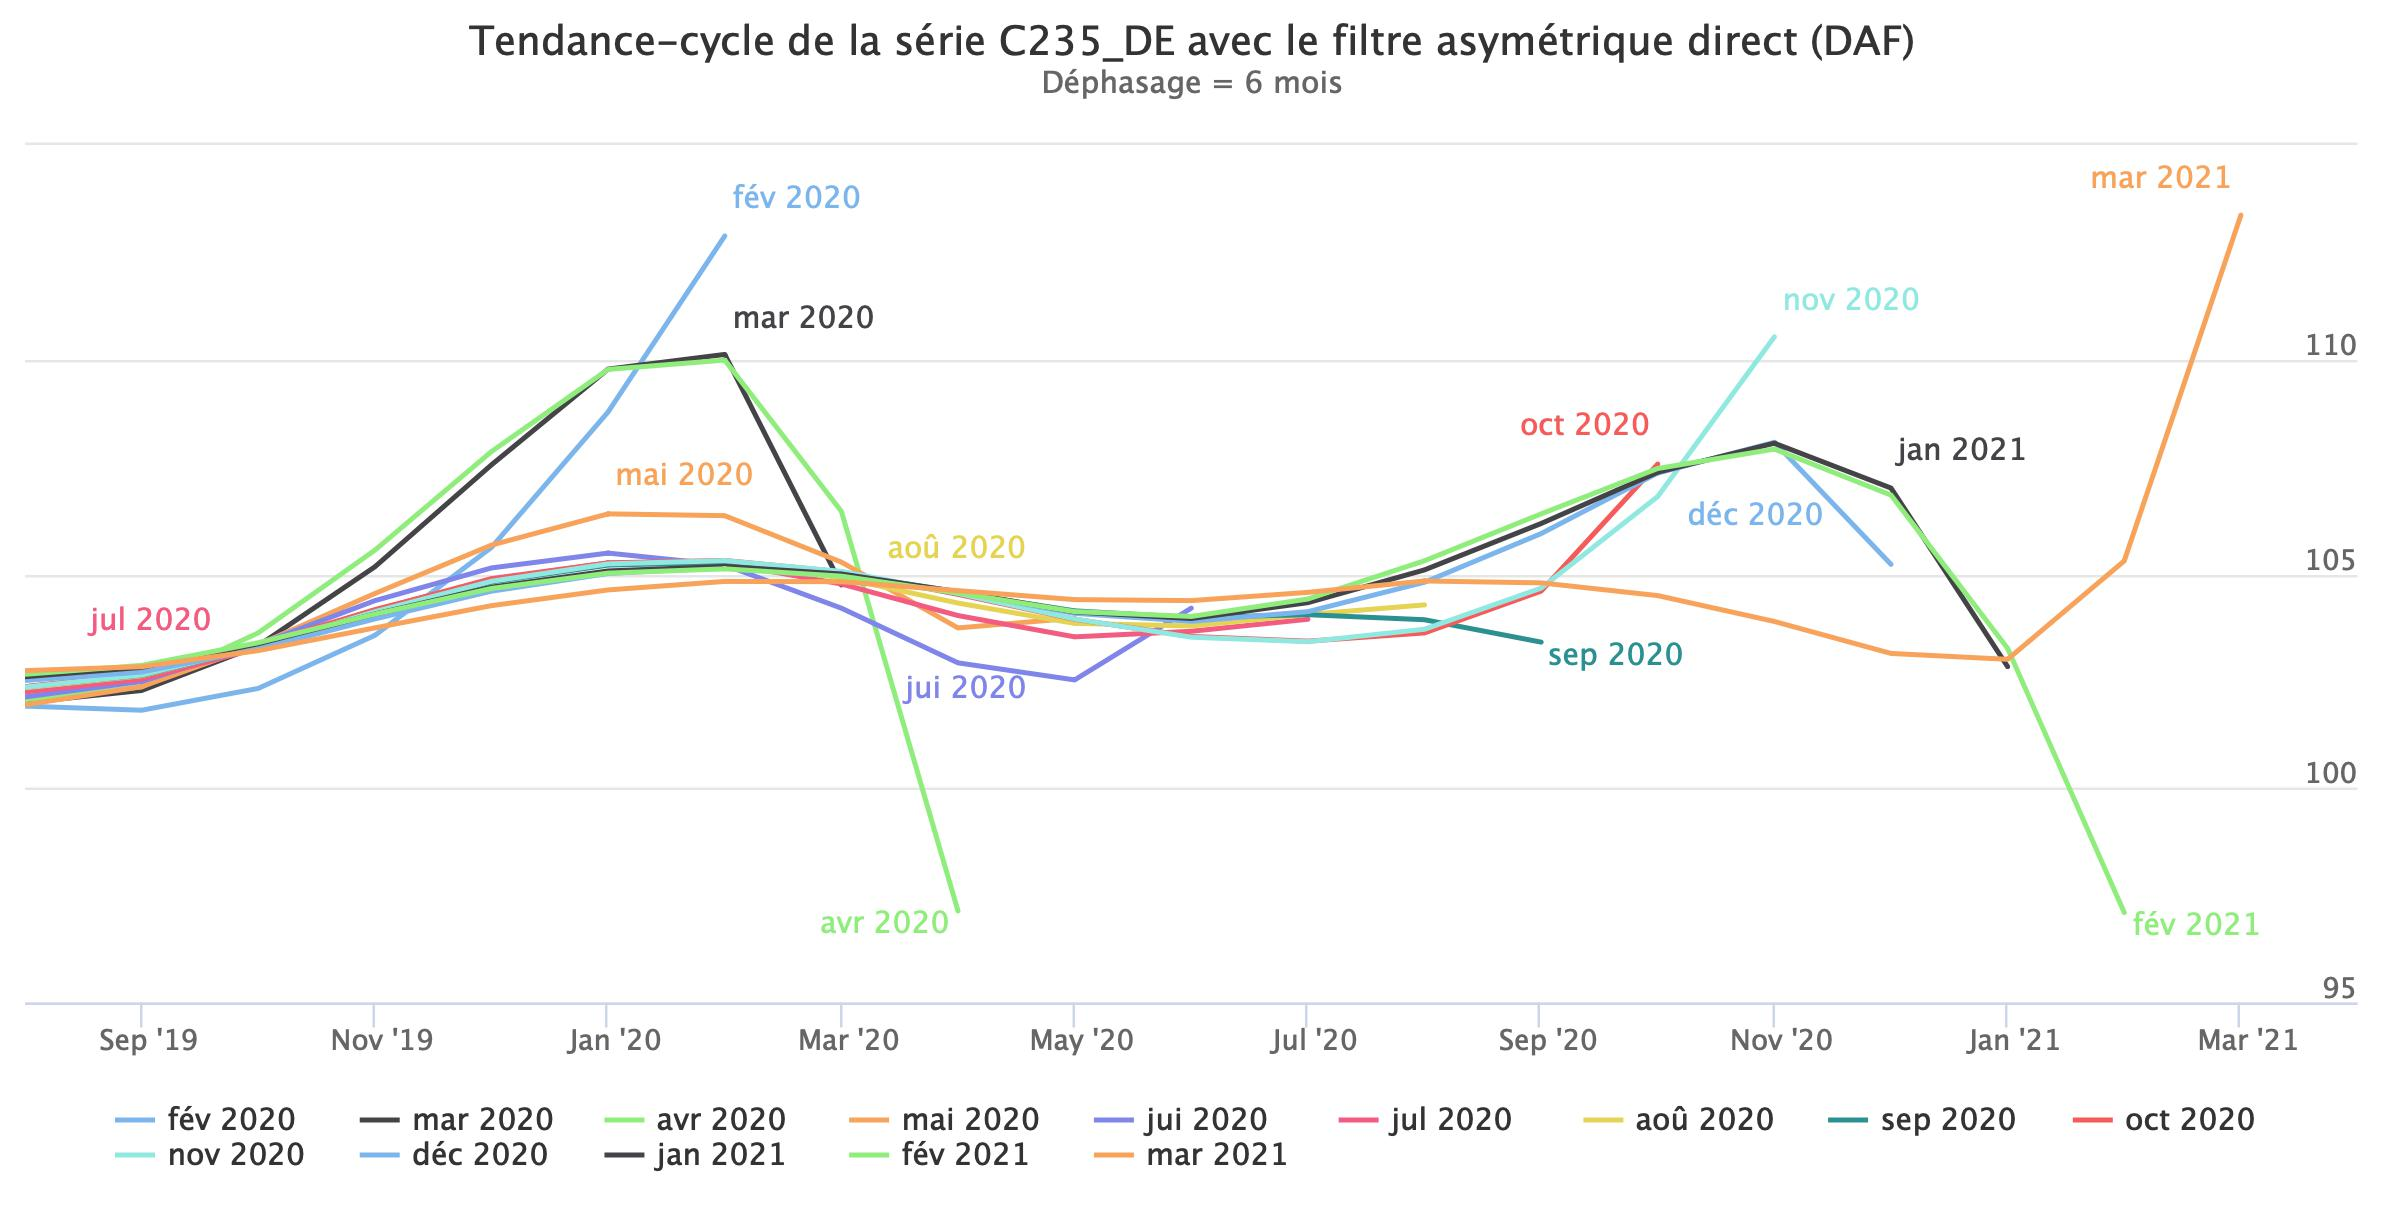 Tendance-cycle de la série C235_DE avec le filtre asymétrique direct (DAF)
Déphasage = 6 mois
mar 2021
fév 2020
nov 2020
mar 2020
110
oct 2020
jan 2021
mai 2020
déc 2020
aoû 2020
105
jul 2020
sep 2020
jui 2020
100
avr 2020
fév 2021
95
Sep '19 Nov '19 Jan '20 Mar '20 May '20 Jul '20 Sep '20 Nov '20 Jan '21 Mar '21
fév 2020 mar 2020 avr 2020 mai 2020 jui 2020 jul 2020 aoû 2020 sep 2020 oct 2020
nov 2020 déc 2020 jan 2021 fév 2021 mar 2021